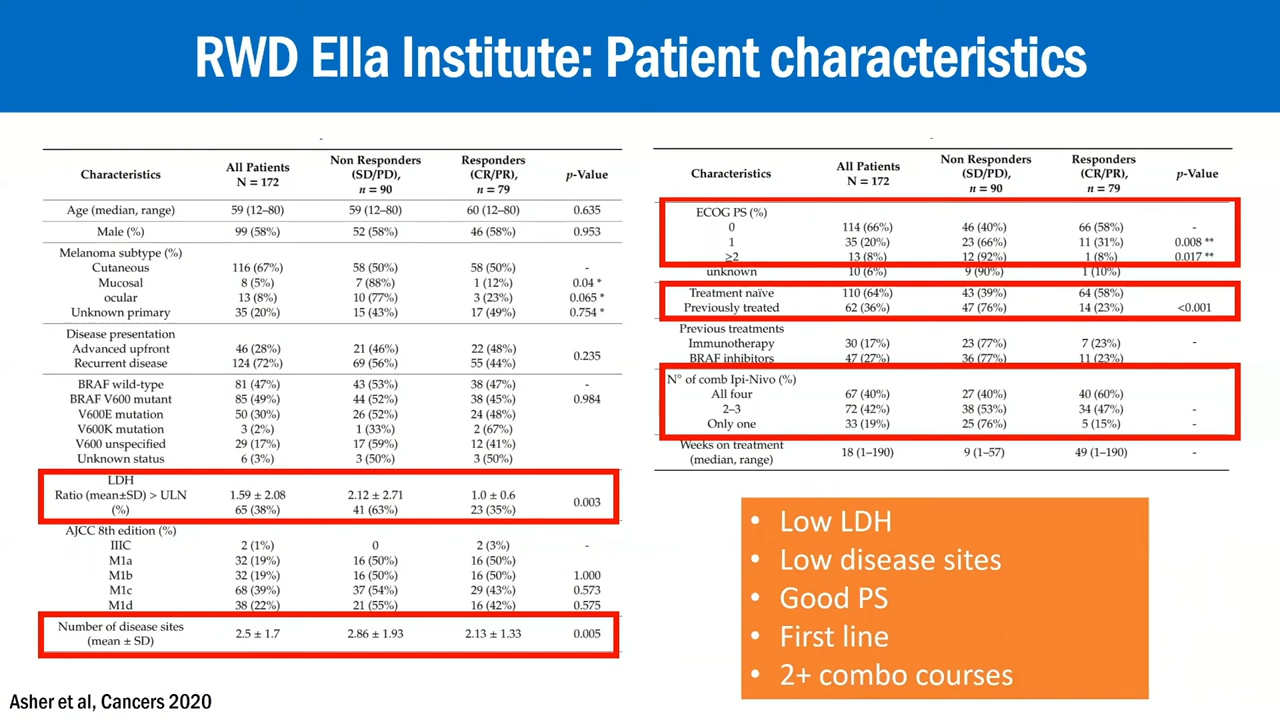 RWD Ella Institute: Patient characteristics
Characteristics All Patients N = 172 Non Responders (SD/PD), n = 90 Responders (CR/PR), n = 79 p-Value
Age (median, range) 59 (12–80) 59 (12–80) 60 (12–80) 0.635
Male (%) 99 (58%) 52 (58%) 46 (58%) 0.953
Melanoma subtype (%)
Cutaneous 116 (67%) 58 (50%) 58 (50%) -
Mucosal 8 (5%) 7 (88%) 1 (12%) 0.04 *
ocular 13 (8%) 10 (77%) 3 (23%) 0.065 *
Unknown primary 35 (20%) 15 (43%) 17 (49%) 0.754 *
Disease presentation
Advanced upfront 46 (28%) 21 (46%) 22 (48%) 0.235
Recurrent disease 124 (72%) 69 (56%) 55 (44%)
BRAF wild-type 81 (47%) 43 (53%) 38 (47%) -
BRAF V600 mutant 85 (49%) 44 (52%) 38 (45%) 0.984
V600E mutation 50 (30%) 26 (52%) 24 (48%)
V600K mutation 3 (2%) 1 (33%) 2 (67%)
V600 unspecified 29 (17%) 17 (59%) 12 (41%)
Unknown status 6 (3%) 3 (50%) 3 (50%)
LDH
Ratio (mean±SD) > ULN 1.59 ± 2.08 2.12 ± 2.71 1.0 ± 0.6 0.003
(%) 65 (38%) 41 (63%) 23 (35%)
AJCC 8th edition (%)
IIIC 2 (1%) 0 2 (3%) -
M1a 32 (19%) 16 (50%) 16 (50%)
M1b 32 (19%) 16 (50%) 16 (50%) 1.000
M1c 68 (39%) 37 (54%) 29 (43%) 0.573
M1d 38 (22%) 21 (55%) 16 (42%) 0.575
Number of disease sites
(mean ± SD) 2.5 ± 1.7 2.86 ± 1.93 2.13 ± 1.33 0.005
Characteristics All Patients N = 172 Non Responders (SD/PD), n = 90 Responders (CR/PR), n = 79 p-Value
ECOG PS (%)
0 114 (66%) 46 (40%) 66 (58%) -
1 35 (20%) 23 (66%) 11 (31%) 0.008 **
≥2 13 (8%) 12 (92%) 1 (8%) 0.017 **
unknown 10 (6%) 9 (90%) 1 (10%)
Treatment naïve 110 (64%) 43 (39%) 64 (58%)
Previously treated 62 (36%) 47 (76%) 14 (23%) <0.001
Previous treatments
Immunotherapy 30 (17%) 23 (77%) 7 (23%) -
BRAF inhibitors 46 (27%) 36 (77%) 11 (23%)
N° of comb Ipi-Nivo (%)
All four 67 (40%) 27 (40%) 40 (60%)
2–3 72 (42%) 38 (53%) 34 (47%) -
Only one 33 (19%) 25 (76%) 5 (15%) -
Weeks on treatment
(median, range) 18 (1–190) 9 (1–57) 49 (1–190) -
• Low LDH
• Low disease sites
• Good PS
• First line
• 2+ combo courses
Asher et al, Cancers 2020